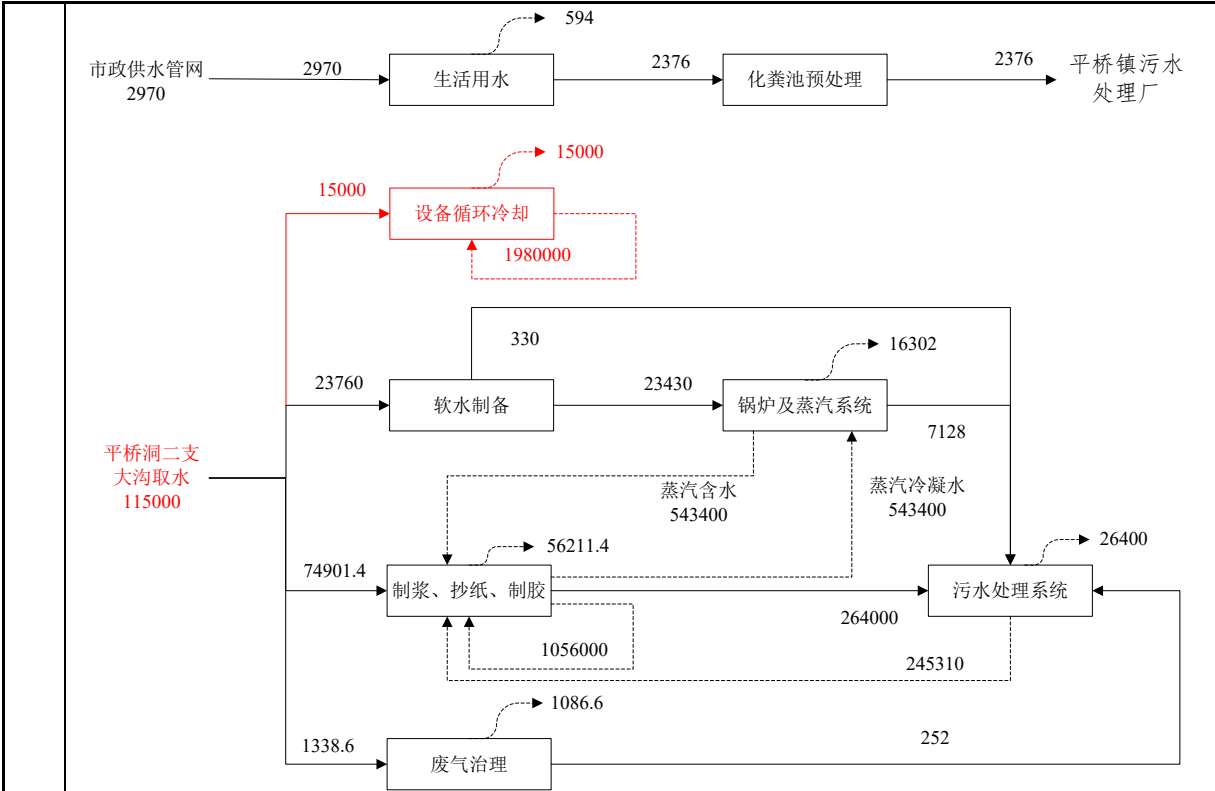 594
市政供水管网
2970
2970
生活用水
2376
化粪池预处理
2376
平桥镇污水
处理厂
15000
15000
设备循环冷却
1980000
330
16302
23760
软水制备
23430
锅炉及蒸汽系统
7128
平桥洞二支
大沟取水
115000
蒸汽含水
543400
蒸汽冷凝水
543400
56211.4
26400
74901.4
制浆、抄纸、制胶
264000
污水处理系统
1056000
245310
1086.6
1338.6
废气治理
252